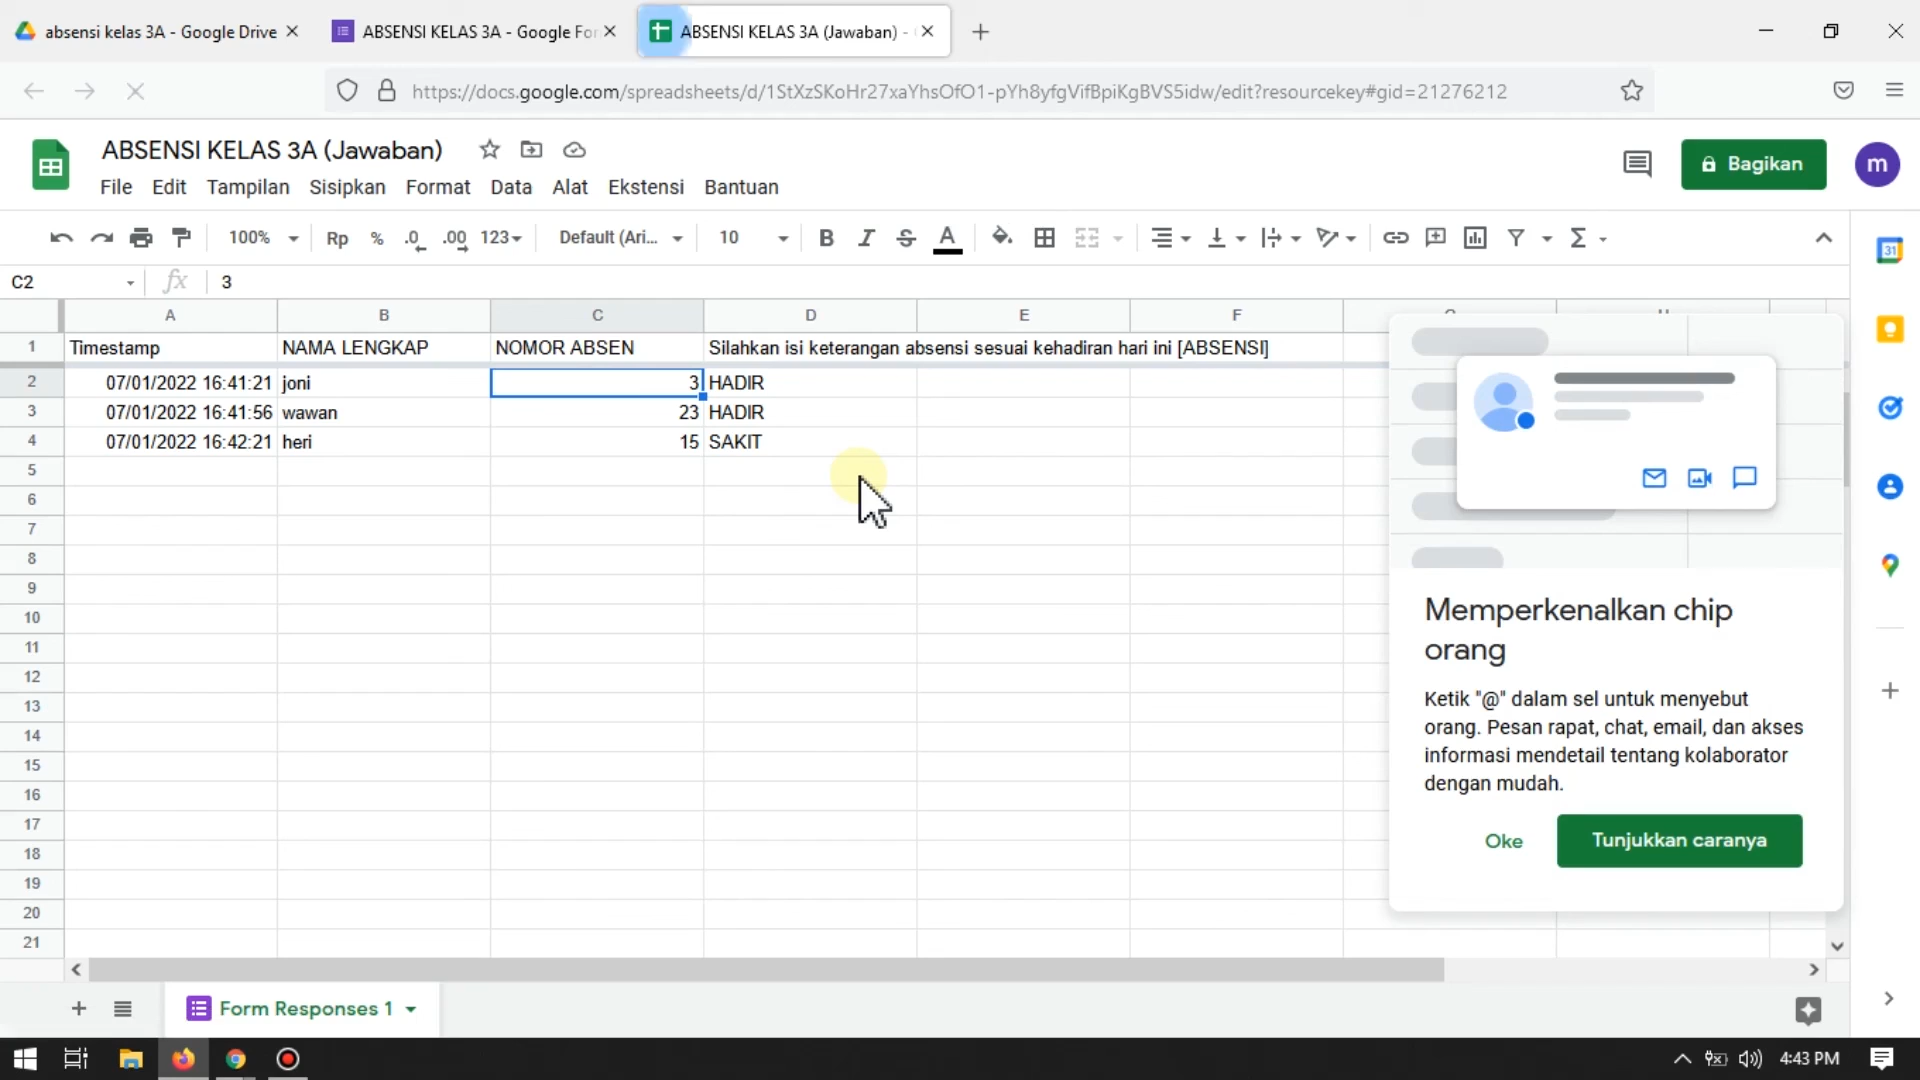 absensi kelas 3A - Google Drive
ABSENSI KELAS 3A - Google For
ABSENSI KELAS 3A (Jawaban) -
https://docs.google.com/spreadsheets/d/1StXzSKoHr27xaYhsOfO1-pYh8yfgVifBpiKgBVS5idw/edit?resourcekey#gid=21276212
ABSENSI KELAS 3A (Jawaban)
File Edit Tampilan Sisipkan Format Data Alat Ekstensi Bantuan
Bagikan
m
100% Rp % .0 .00 123 Default (Ari... 10 B I S A Σ
31
C2 fx 3
A B C D E F
1 Timestamp NAMA LENGKAP NOMOR ABSEN Silahkan isi keterangan absensi sesuai kehadiran hari ini [ABSENSI]
2 07/01/2022 16:41:21 joni 3 HADIR
3 07/01/2022 16:41:56 wawan 23 HADIR
4 07/01/2022 16:42:21 heri 15 SAKIT
5
6
7
8
9
10
11
12
13
14
15
16
17
18
19
20
21
Memperkenalkan chip
orang
Ketik "@" dalam sel untuk menyebut
orang. Pesan rapat, chat, email, dan akses
informasi mendetail tentang kolaborator
dengan mudah.
Oke Tunjukkan caranya
Form Responses 1
4:43 PM